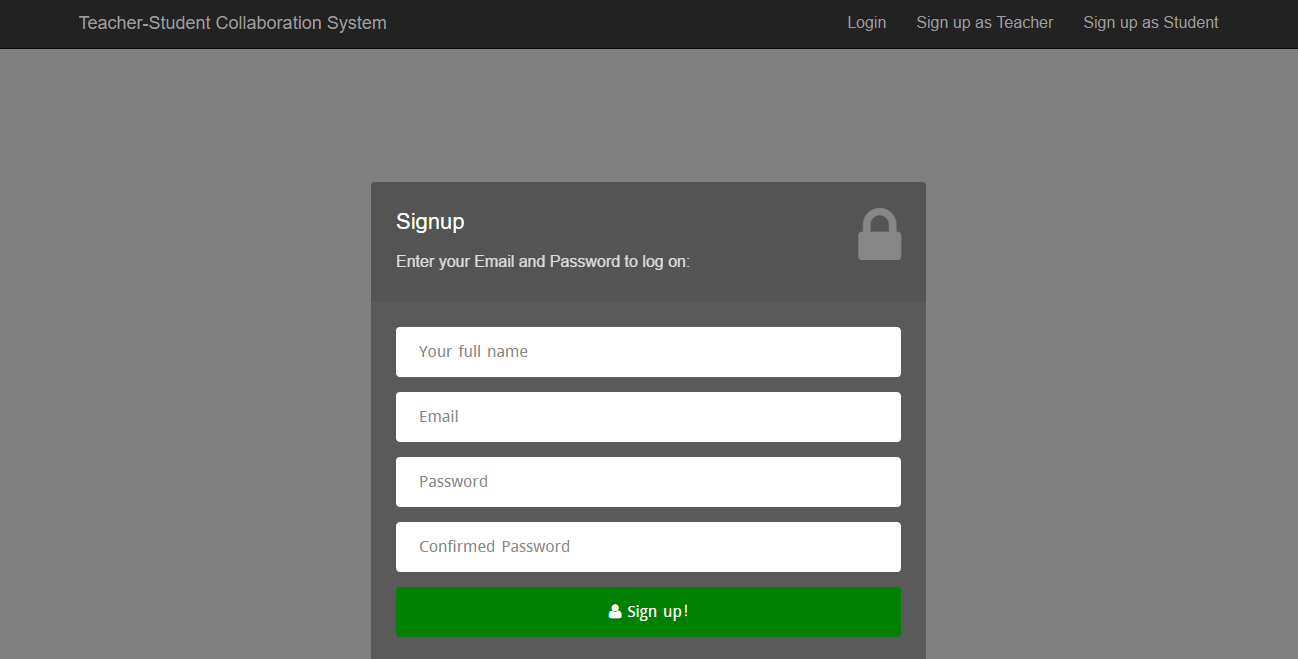 Teacher-Student Collaboration System
Login
Sign up as Teacher
Sign up as Student
Signup
Enter your Email and Password to log on:
Your full name
Email
Password
Confirmed Password
Sign up!